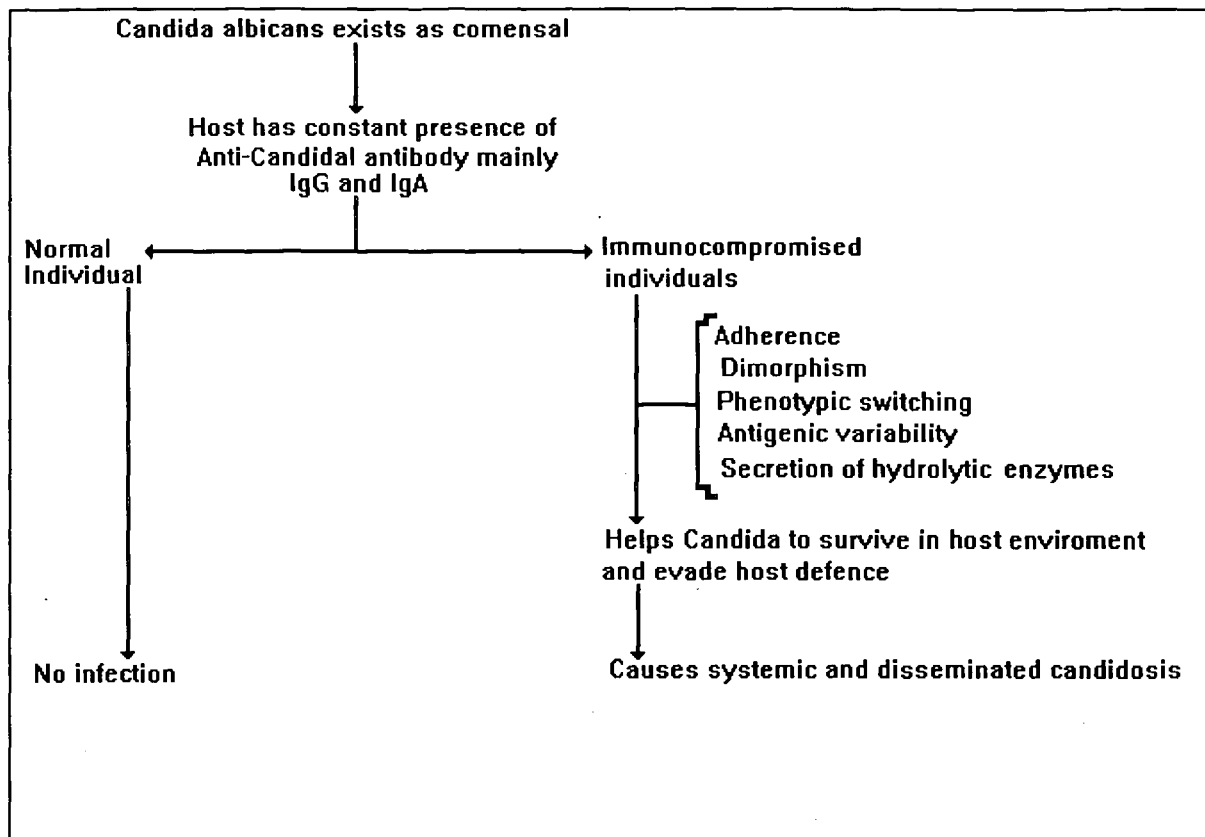 Candida albicans exists as comensal
Host has constant presence of
Anti-Candidal antibody mainly
IgG and IgA
Normal
Individual
Immunocompromised
individuals
Adherence
Dimorphism
Phenotypic switching
Antigenic variability
Secretion of hydrolytic enzymes
Helps Candida to survive in host enviroment
and evade host defence
No infection
Causes systemic and disseminated candidosis